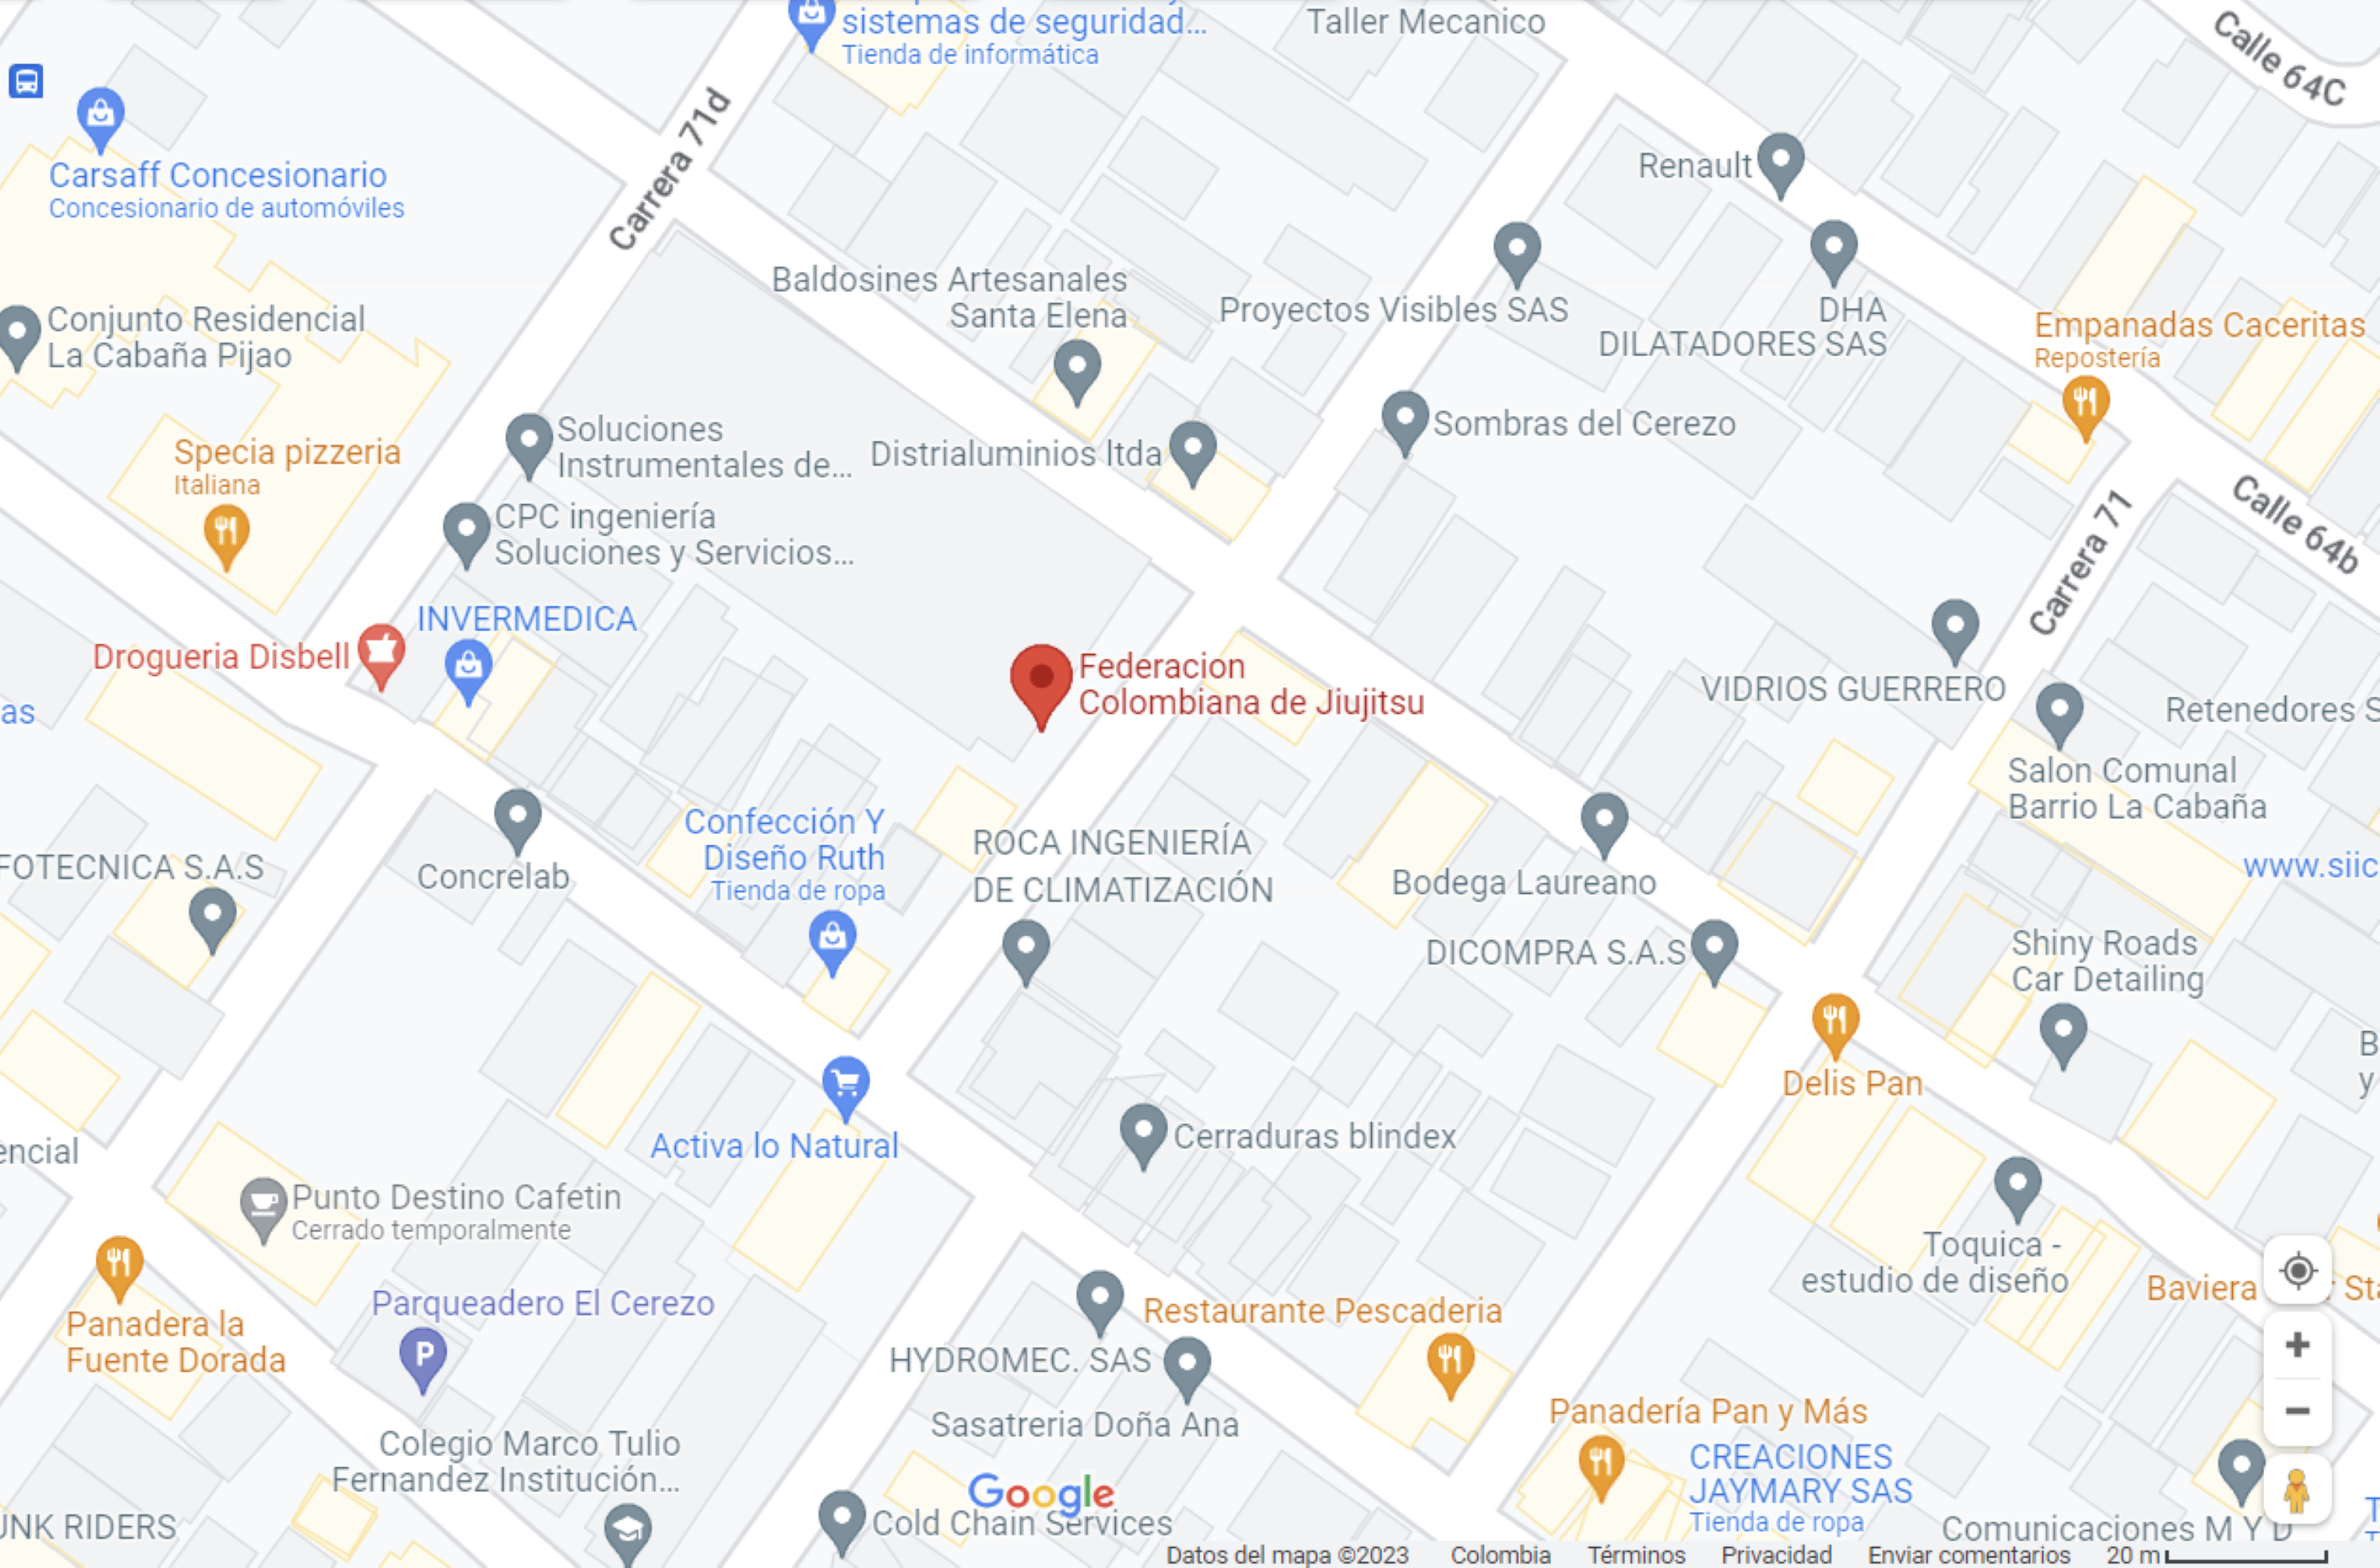 sistemas de seguridad...
Tienda de informática
Taller Mecanico
Calle 64C
Carrera 71d
Carsaff Concesionario
Concesionario de automóviles
Renault
Baldosines Artesanales
Santa Elena
Proyectos Visibles SAS
DHA
DILATADORES SAS
Empanadas Caceritas
Repostería
Conjunto Residencial
La Cabaña Pijao
Specia pizzeria
Italiana
Soluciones
Instrumentales de...
Distrialuminios ltda
Sombras del Cerezo
CPC ingeniería
Soluciones y Servicios...
Calle 64b
Carrera 71
INVERMEDICA
Drogueria Disbell
Federacion
Colombiana de Jiujitsu
VIDRIOS GUERRERO
Retenedores S
as
Salon Comunal
Barrio La Cabaña
Confección Y
Diseño Ruth
Tienda de ropa
ROCA INGENIERÍA
DE CLIMATIZACIÓN
Concrelab
FOTECNICA S.A.S
Bodega Laureano
www.siic
DICOMPRA S.A.S
Shiny Roads
Car Detailing
B
y
Delis Pan
Activa lo Natural
Cerraduras blindex
encial
Punto Destino Cafetin
Cerrado temporalmente
Toquica -
estudio de diseño
Baviera
Sta
Parqueadero El Cerezo
Panadera la
Fuente Dorada
Restaurante Pescaderia
HYDROMEC. SAS
Sasatreria Doña Ana
Panadería Pan y Más
Colegio Marco Tulio
Fernandez Institución...
CREACIONES
JAYMARY SAS
Tienda de ropa
Google
UNK RIDERS
Cold Chain Services
Comunicaciones M Y D
Datos del mapa ©2023 Colombia Términos Privacidad Enviar comentarios 20 m